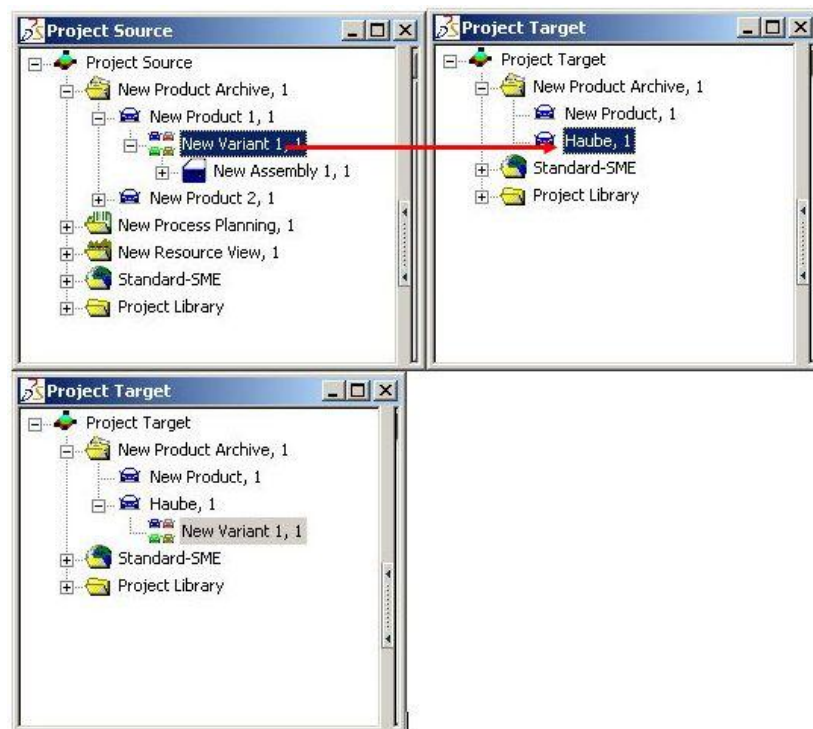 Project Source
Project Source
New Product Archive, 1
New Product 1, 1
New Variant 1, 1
New Assembly 1, 1
New Product 2, 1
New Process Planning, 1
New Resource View, 1
Standard-SME
Project Library
Project Target
Project Target
New Product Archive, 1
New Product, 1
Haube, 1
Standard-SME
Project Library
Project Target
Project Target
New Product Archive, 1
New Product, 1
Haube, 1
New Variant 1, 1
Standard-SME
Project Library